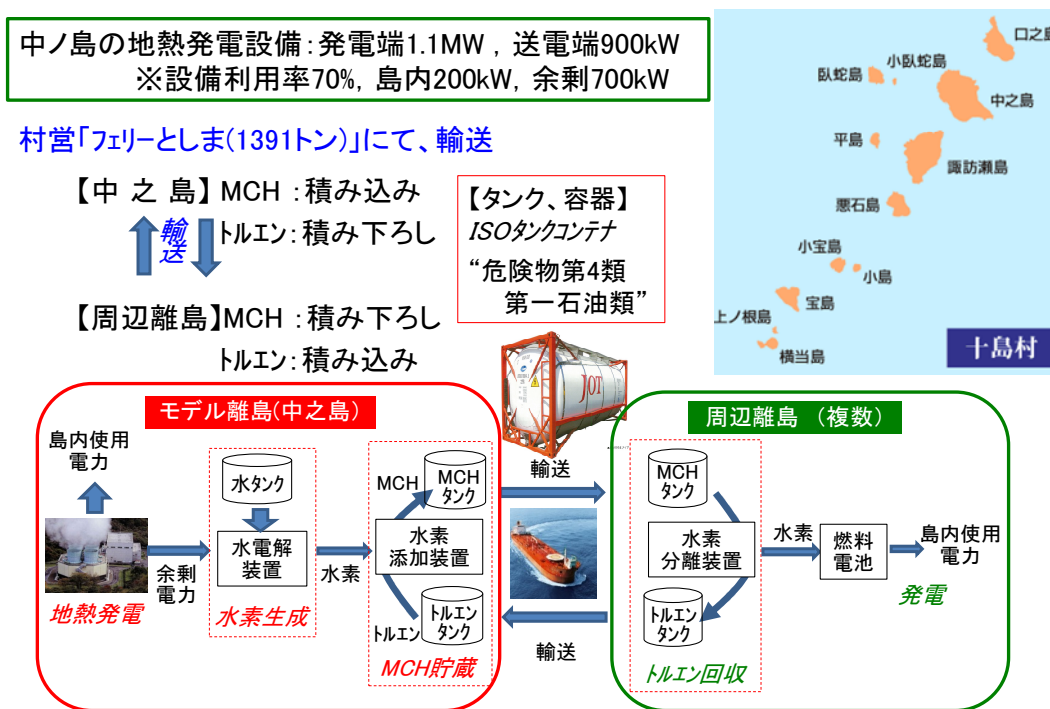 中ノ島の地熱発電設備：発電端1.1MW , 送電端900kW
※設備利用率70%, 島内200kW, 余剰700kW
村営「フェリーとしま(1391トン)」にて、輸送
【中 之 島】 MCH ：積み込み
トルエン：積み下ろし
輸送
【周辺離島】MCH ：積み下ろし
トルエン：積み込み
【タンク、容器】
ISOタンクコンテナ
“危険物第4類
第一石油類”
口之島
小臥蛇島
臥蛇島
中之島
平島
諏訪瀬島
悪石島
小宝島
小島
宝島
上ノ根島
横当島
十島村
JOT
モデル離島(中之島)
島内使用
電力
水タンク
水電解
装置
余剰
電力
地熱発電
水素生成
水素
MCH
MCH
タンク
水素
添加装置
トルエン
トルエン
タンク
MCH貯蔵
輸送
輸送
周辺離島 （複数）
MCH
タンク
水素
分離装置
トルエン
タンク
トルエン回収
水素
燃料
電池
島内使用
電力
発電